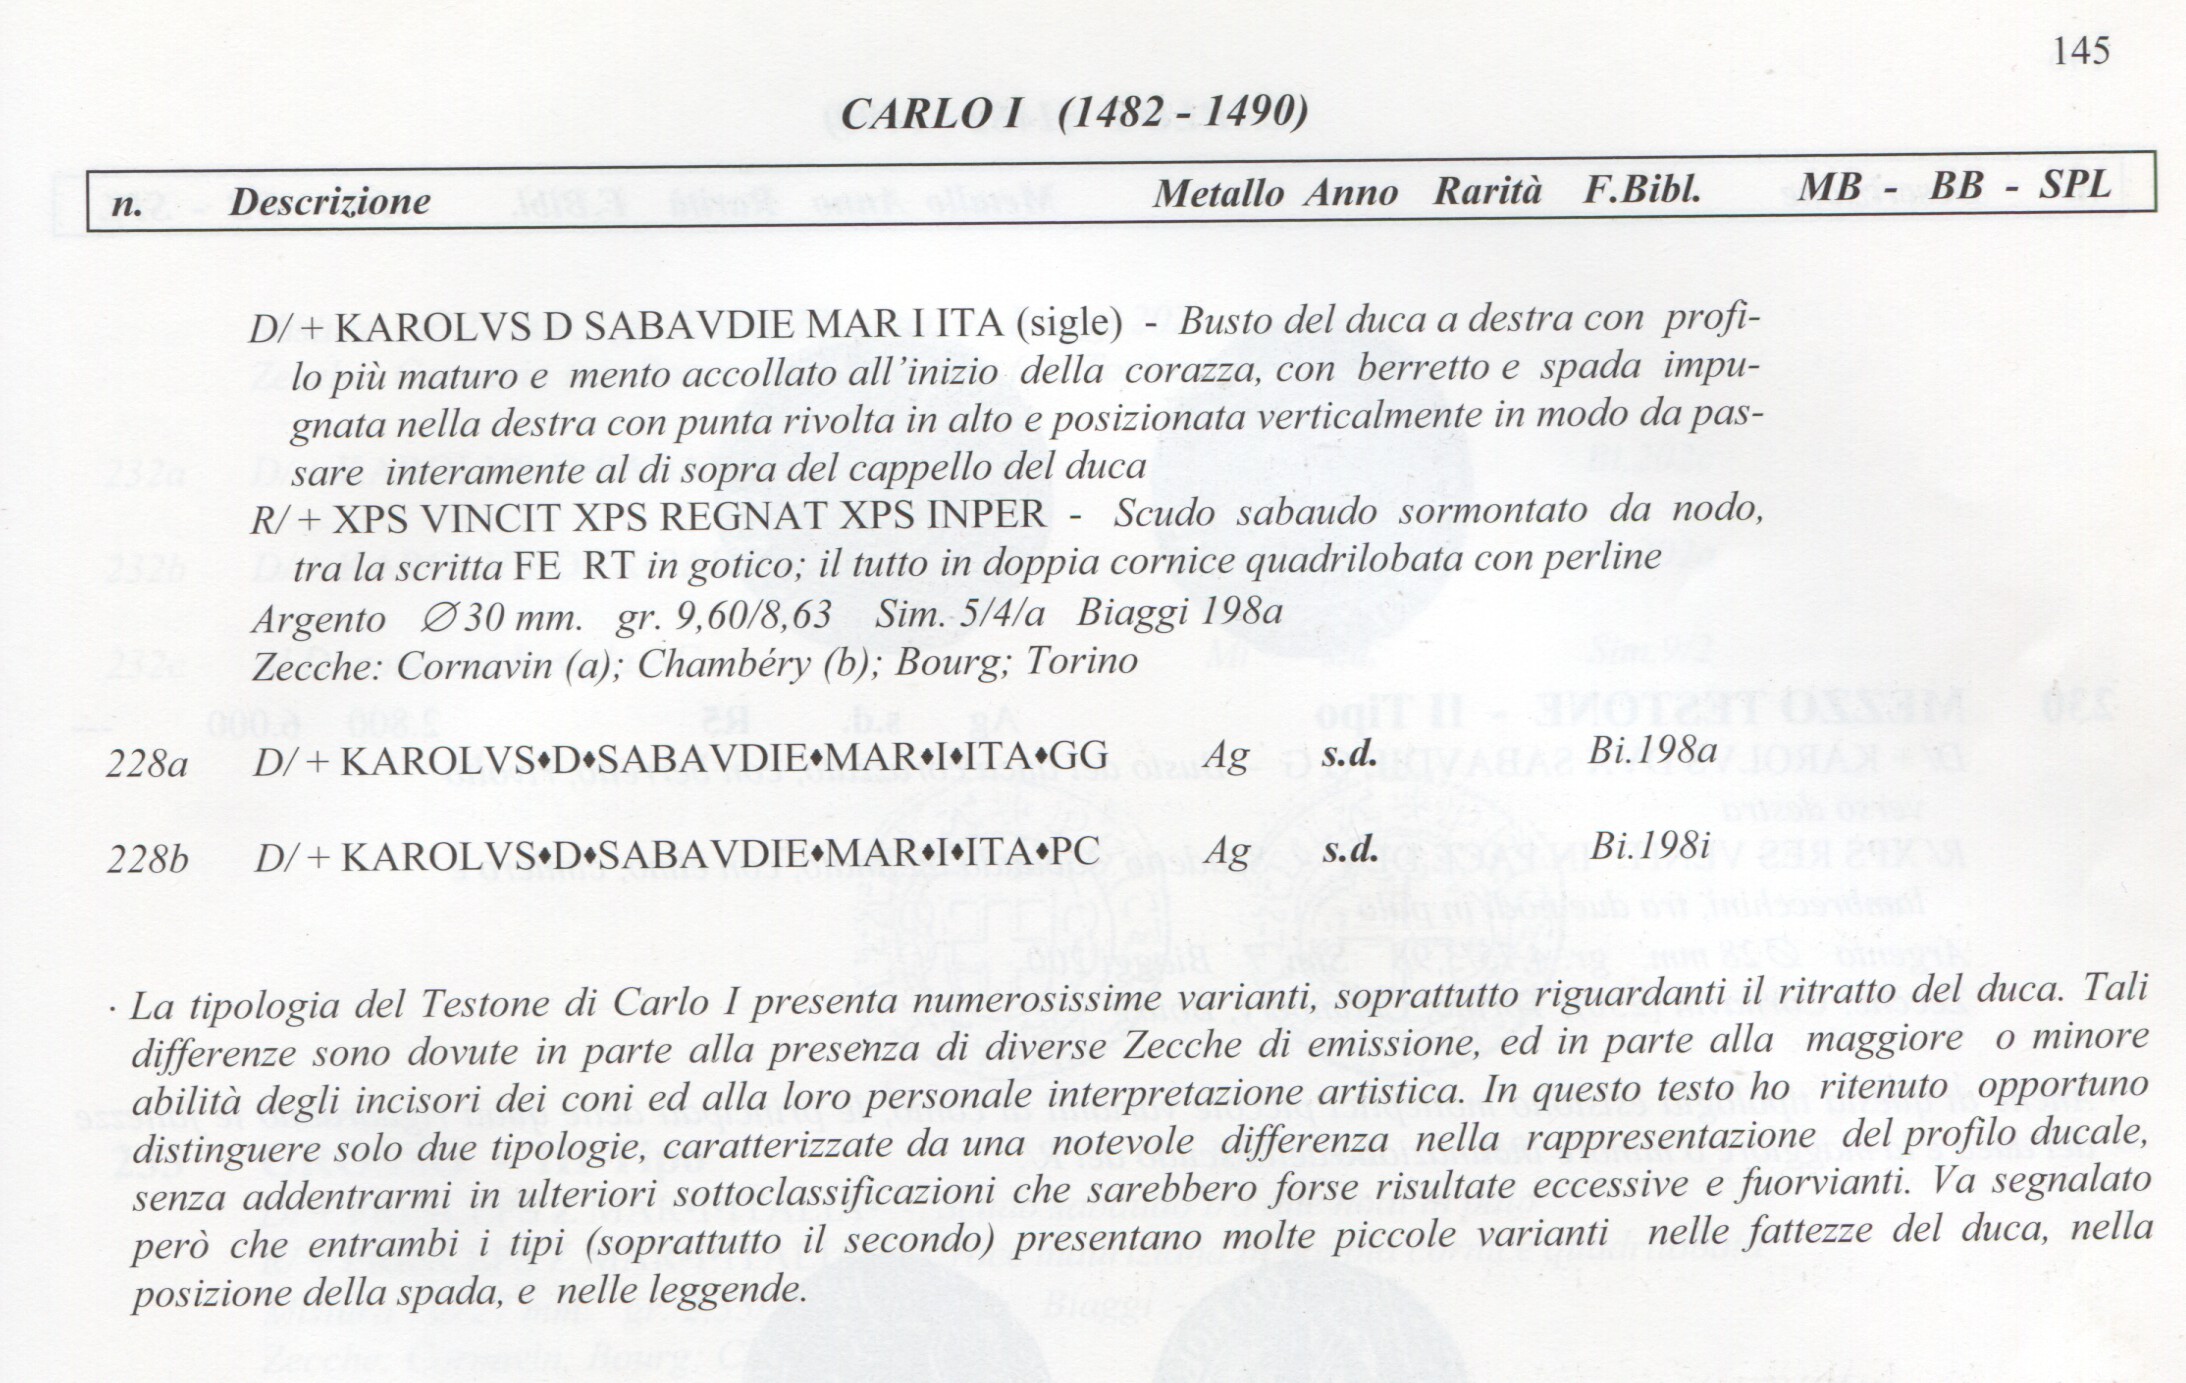 145
CARLO I (1482 - 1490)
n. Descrizione Metallo Anno Rarità F.Bibl. MB - BB - SPL
D/ + KAROLVS D SABAVDIE MAR I ITA (sigle) - Busto del duca a destra con profi-
lo più maturo e mento accollato all'inizio della corazza, con berretto e spada impu-
gnata nella destra con punta rivolta in alto e posizionata verticalmente in modo da pas-
sare interamente al di sopra del cappello del duca
R/ + XPS VINCIT XPS REGNAT XPS INPER - Scudo sabaudo sormontato da nodo,
tra la scritta FE RT in gotico; il tutto in doppia cornice quadrilobata con perline
Argento ∅ 30 mm. gr. 9,60/8,63 Sim. 5/4/a Biaggi 198a
Zecche: Cornavin (a); Chambéry (b); Bourg; Torino
228a D/ + KAROLVS♦D♦SABAVDIE♦MAR♦I♦ITA♦GG Ag s.d. Bi.198a
228b D/ + KAROLVS♦D♦SABAVDIE♦MAR♦I♦ITA♦PC Ag s.d. Bi.198i
· La tipologia del Testone di Carlo I presenta numerosissime varianti, soprattutto riguardanti il ritratto del duca. Tali
differenze sono dovute in parte alla presenza di diverse Zecche di emissione, ed in parte alla maggiore o minore
abilità degli incisori dei coni ed alla loro personale interpretazione artistica. In questo testo ho ritenuto opportuno
distinguere solo due tipologie, caratterizzate da una notevole differenza nella rappresentazione del profilo ducale,
senza addentrarmi in ulteriori sottoclassificazioni che sarebbero forse risultate eccessive e fuorvianti. Va segnalato
però che entrambi i tipi (soprattutto il secondo) presentano molte piccole varianti nelle fattezze del duca, nella
posizione della spada, e nelle leggende.